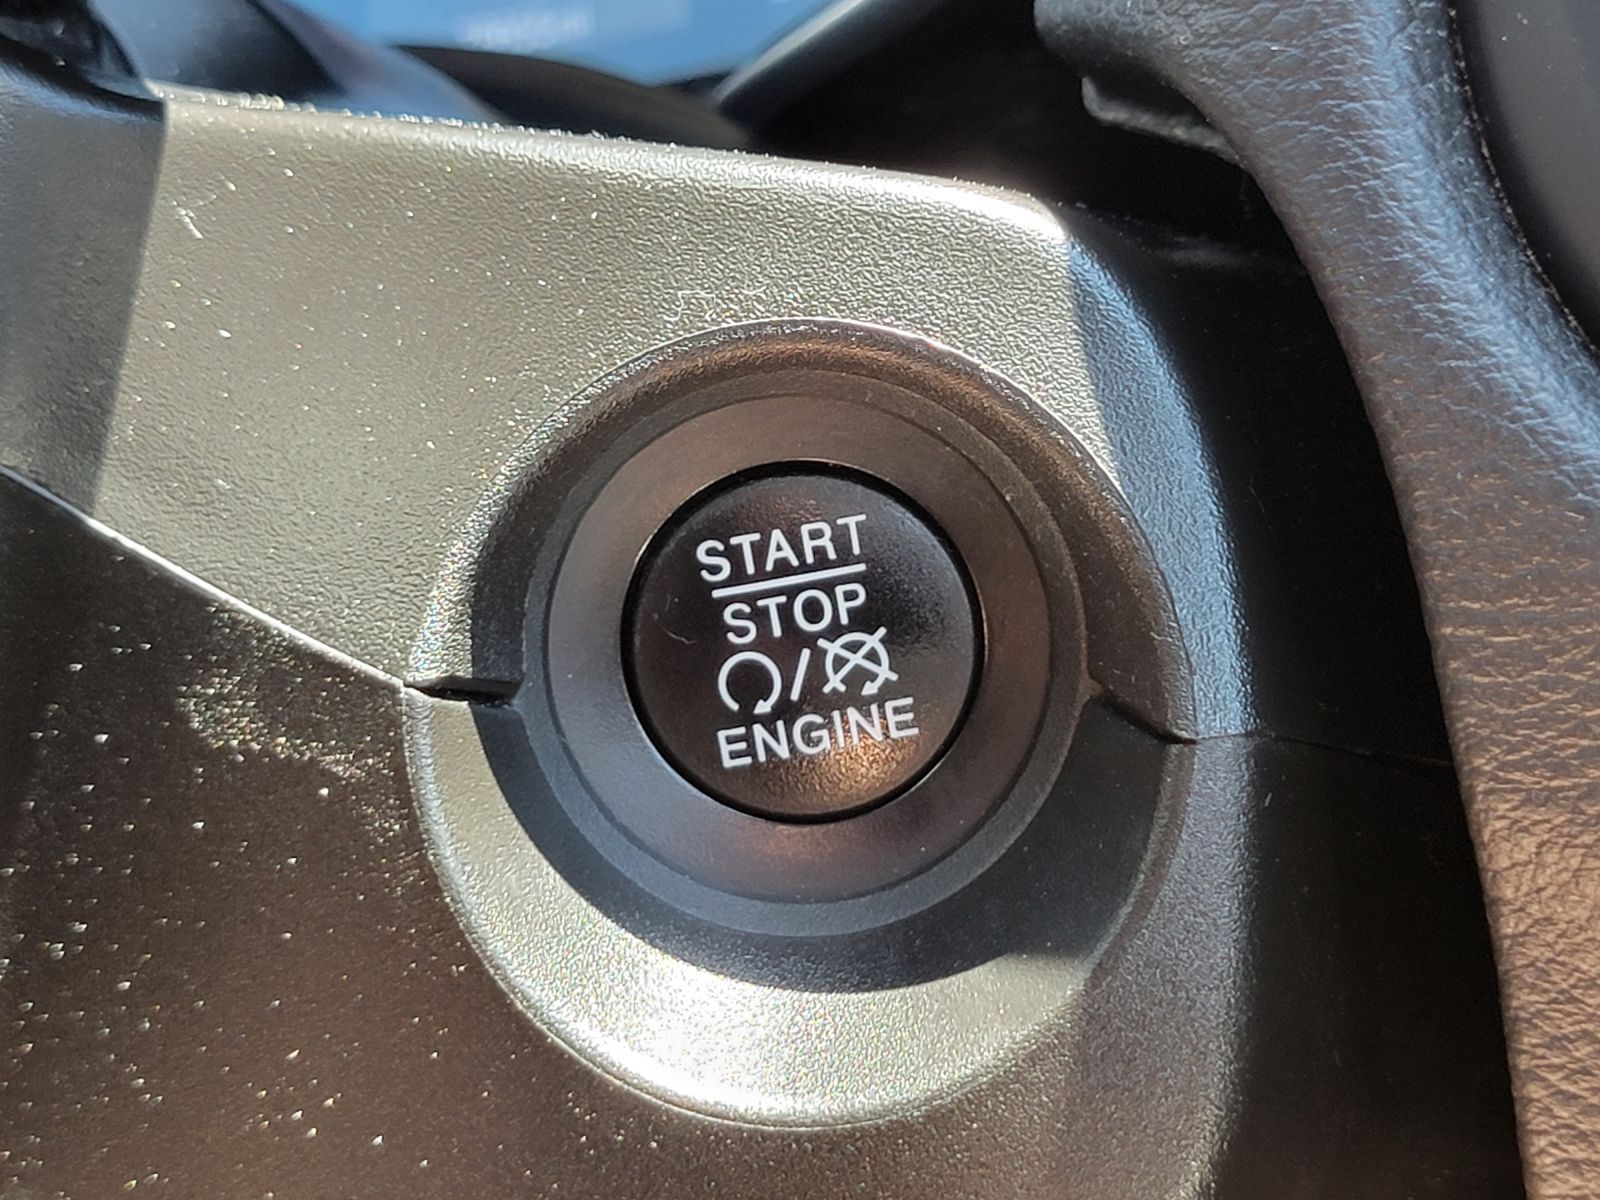 START
STOP
/
ENGINE